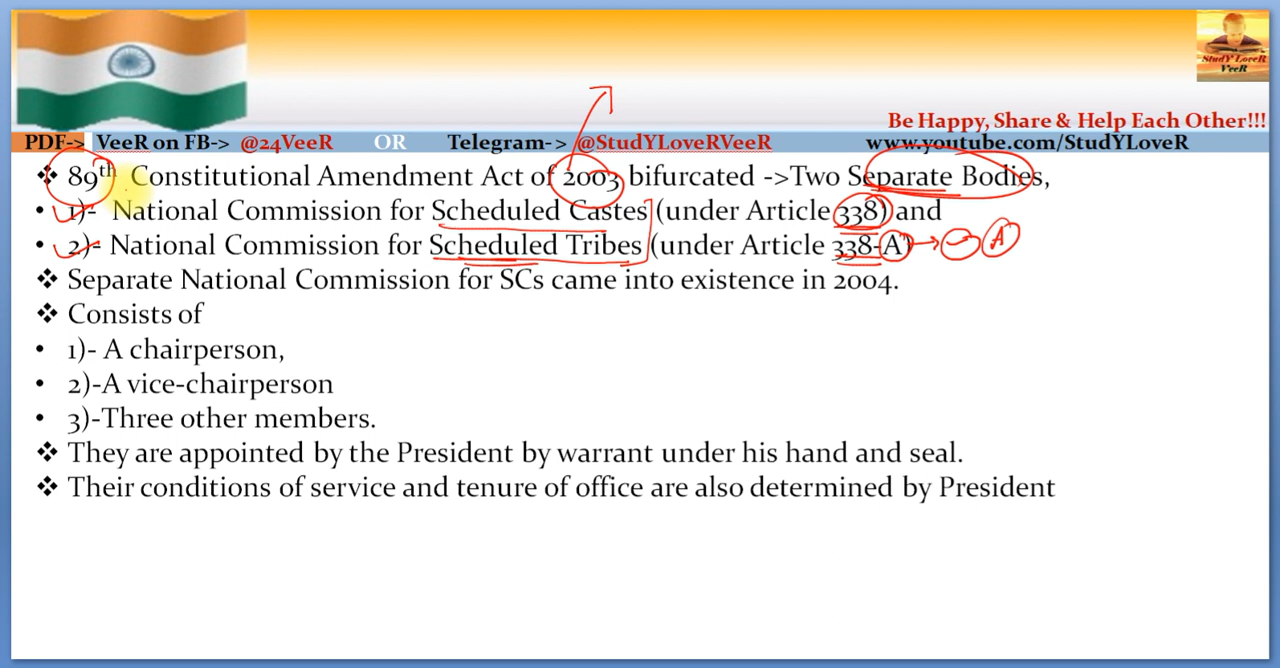 StudY LoveR
VeeR
Be Happy, Share & Help Each Other!!!
PDF-> VeeR on FB-> @24VeeR OR Telegram-> @StudYLoveRVeeR www.youtube.com/StudYLoveR
❖ 89th Constitutional Amendment Act of 2003 bifurcated ->Two Separate Bodies,
• 1)- National Commission for Scheduled Castes (under Article 338) and
• 2)- National Commission for Scheduled Tribes (under Article 338-A) A
❖ Separate National Commission for SCs came into existence in 2004.
❖ Consists of
• 1)- A chairperson,
• 2)-A vice-chairperson
• 3)-Three other members.
❖ They are appointed by the President by warrant under his hand and seal.
❖ Their conditions of service and tenure of office are also determined by President